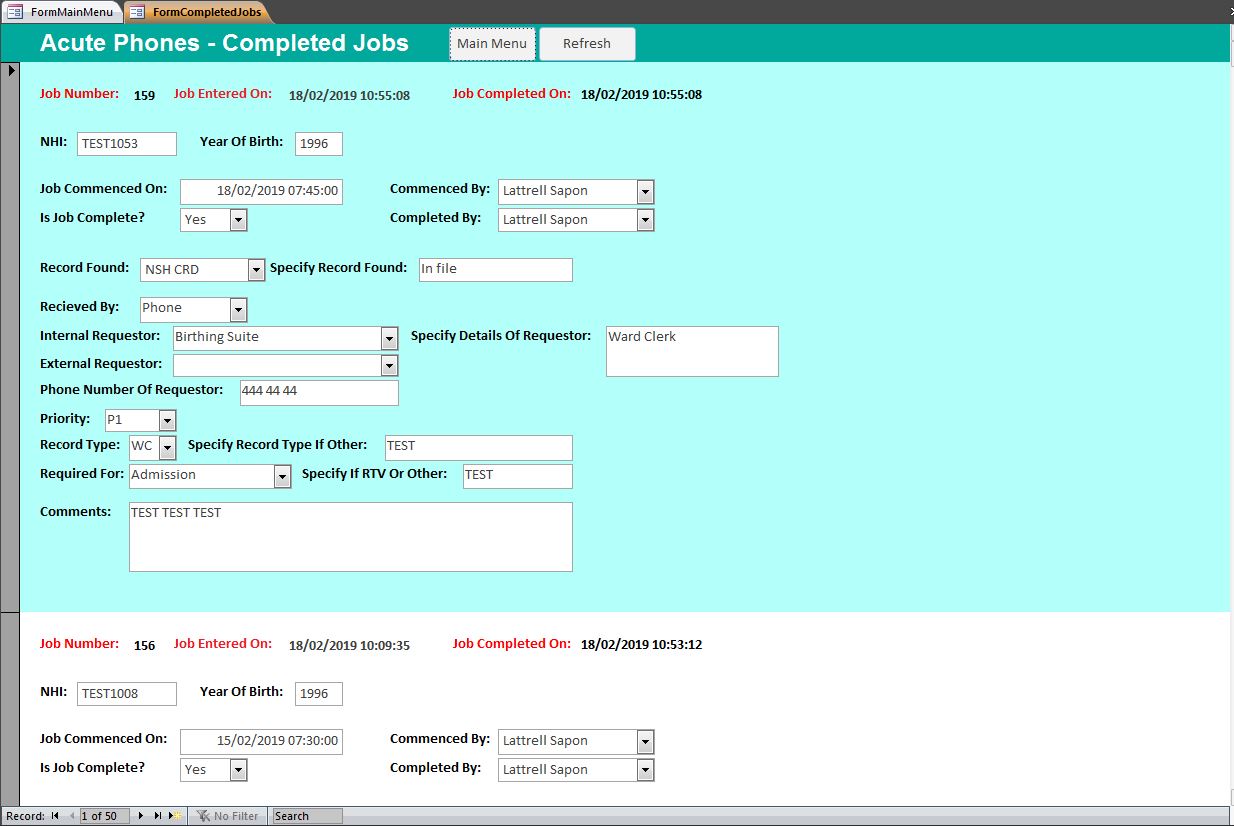 FormMainMenu FormCompletedJobs
Acute Phones - Completed Jobs Main Menu Refresh
Job Number: 159 Job Entered On: 18/02/2019 10:55:08 Job Completed On: 18/02/2019 10:55:08
NHI: TEST1053 Year Of Birth: 1996
Job Commenced On: 18/02/2019 07:45:00 Commenced By: Lattrell Sapon
Is Job Complete? Yes Completed By: Lattrell Sapon
Record Found: NSH CRD Specify Record Found: In file
Recieved By: Phone
Internal Requestor: Birthing Suite Specify Details Of Requestor: Ward Clerk
External Requestor:
Phone Number Of Requestor: 444 44 44
Priority: P1
Record Type: WC Specify Record Type If Other: TEST
Required For: Admission Specify If RTV Or Other: TEST
Comments: TEST TEST TEST
Job Number: 156 Job Entered On: 18/02/2019 10:09:35 Job Completed On: 18/02/2019 10:53:12
NHI: TEST1008 Year Of Birth: 1996
Job Commenced On: 15/02/2019 07:30:00 Commenced By: Lattrell Sapon
Is Job Complete? Yes Completed By: Lattrell Sapon
Record: 1 of 50 No Filter Search